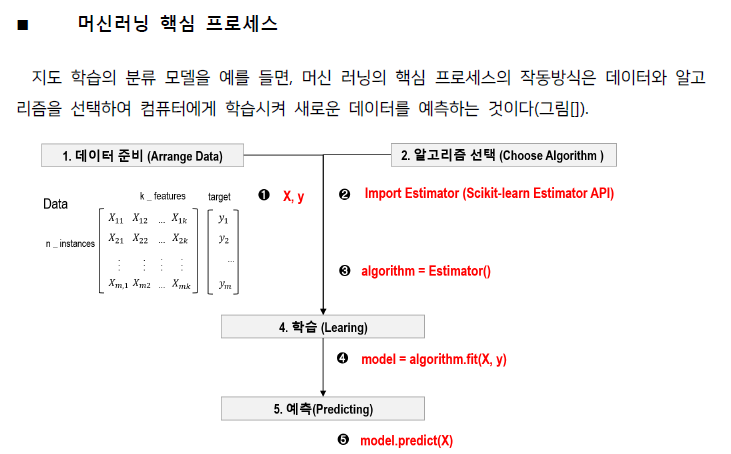 ■ 머신러닝 핵심 프로세스
지도 학습의 분류 모델을 예를 들면, 머신 러닝의 핵심 프로세스의 작동방식은 데이터와 알고
리즘을 선택하여 컴퓨터에게 학습시켜 새로운 데이터를 예측하는 것이다(그림[]).
1. 데이터 준비 (Arrange Data)
2. 알고리즘 선택 (Choose Algorithm )
Data
k _ features
target
n _ instances
X11 X12 ... X1k
X21 X22 ... X2k
⋮ ⋮ ⋮ ⋮
Xm,1 Xm2 ... Xmk
y1
y2
...
ym
❶ X, y
❷ Import Estimator (Scikit-learn Estimator API)
❸ algorithm = Estimator()
4. 학습 (Learing)
❹ model = algorithm.fit(X, y)
5. 예측(Predicting)
❺ model.predict(X)